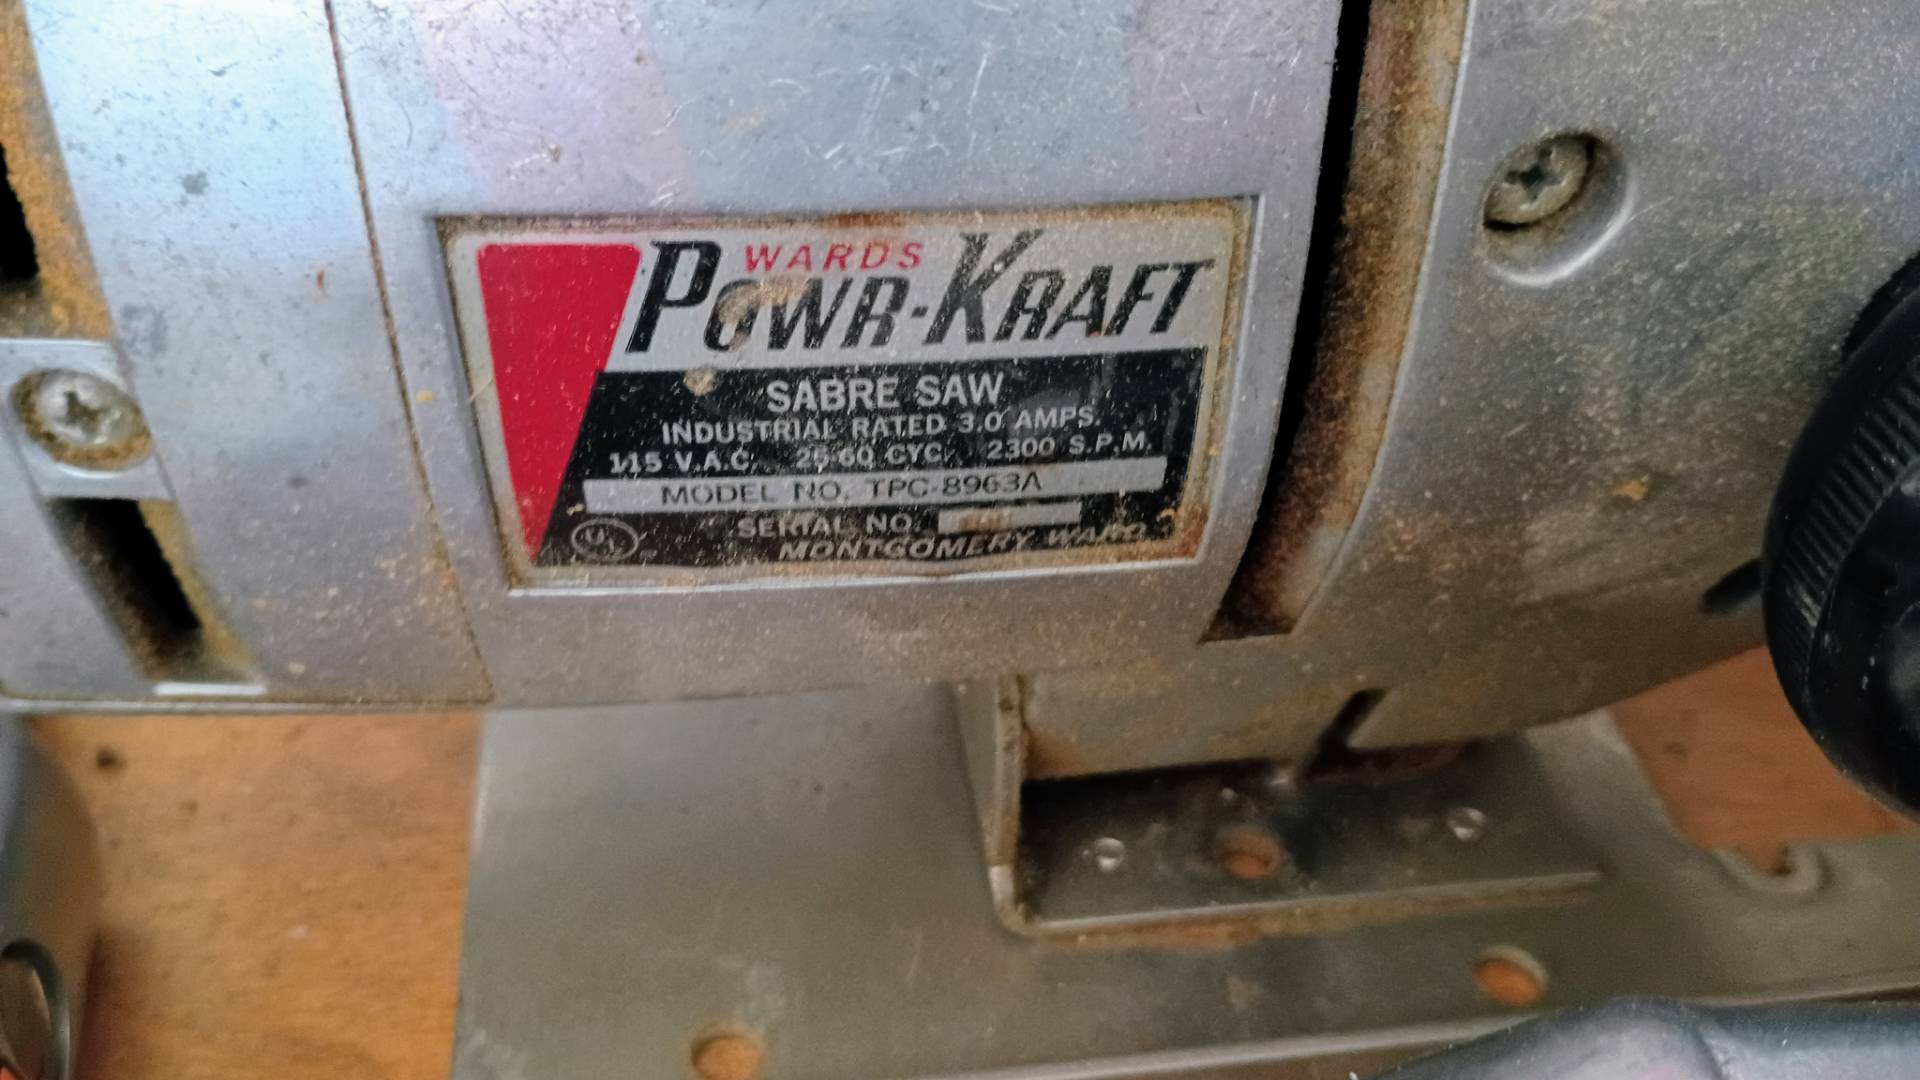 WARDS
POWR-KRAFT
SABRE SAW
INDUSTRIAL RATED 3.0 AMPS.
115 V.A.C. 25-60 CYC. 2300 S.P.M.
MODEL NO. TPC-8963A
SERIAL NO.
UL
MONTGOMERY WARD